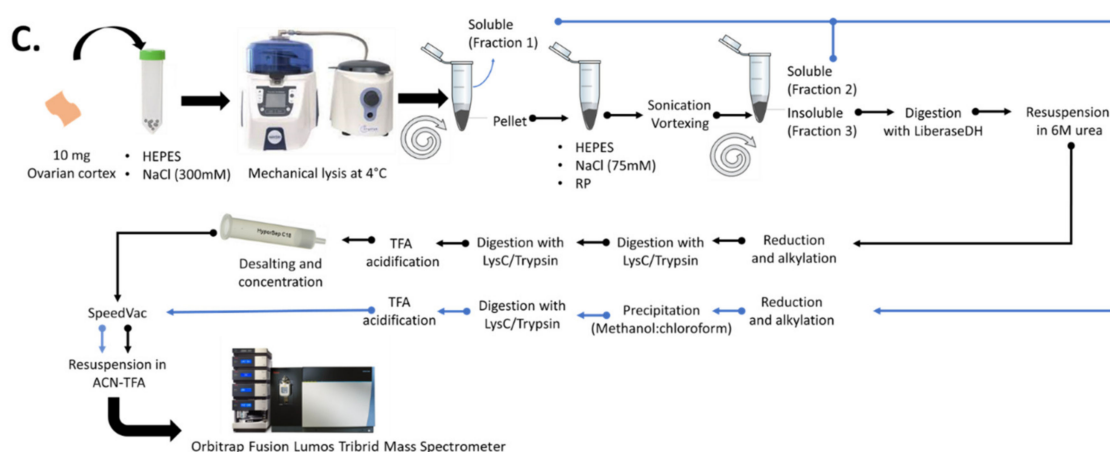 C.
Soluble
(Fraction 1)
10 mg
Ovarian cortex
• HEPES
• NaCl (300mM)
Mechanical lysis at 4°C
Pellet
• HEPES
• NaCl (75mM)
• RP
Sonication
Vortexing
Soluble
(Fraction 2)
Insoluble
(Fraction 3)
Digestion
with LiberaseDH
Resuspension
in 6M urea
HyperSep C18
Desalting and
concentration
TFA
acidification
Digestion with
LysC/Trypsin
Digestion with
LysC/Trypsin
Reduction
and alkylation
SpeedVac
TFA
acidification
Digestion with
LysC/Trypsin
Precipitation
(Methanol:chloroform)
Reduction
and alkylation
Resuspension in
ACN-TFA
Orbitrap Fusion Lumos Tribrid Mass Spectrometer